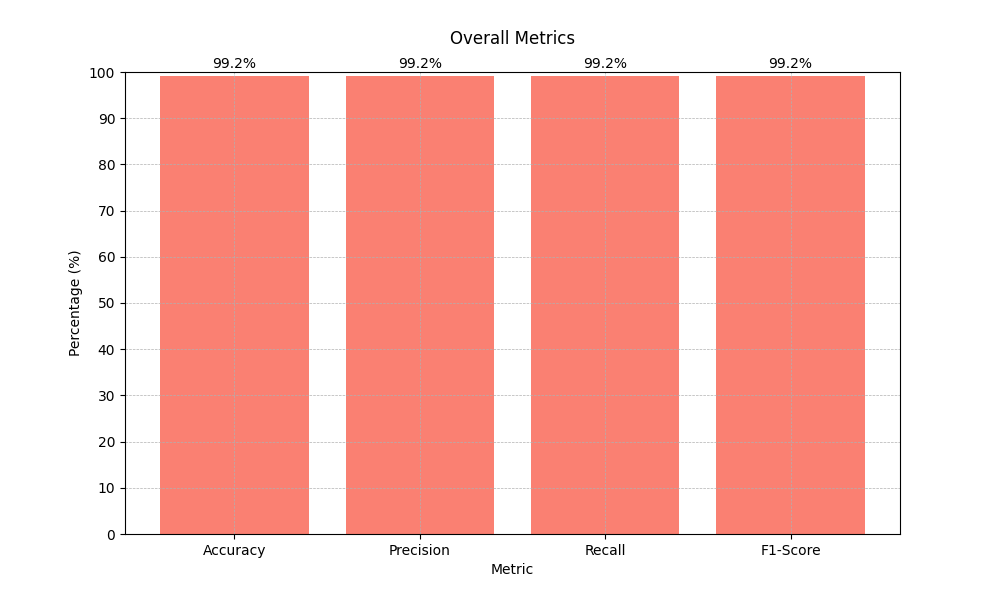 Overall Metrics
99.2% 99.2% 99.2% 99.2%
100
90
80
70
60
50
40
30
20
10
0
Percentage (%)
Accuracy Precision Recall F1-Score
Metric